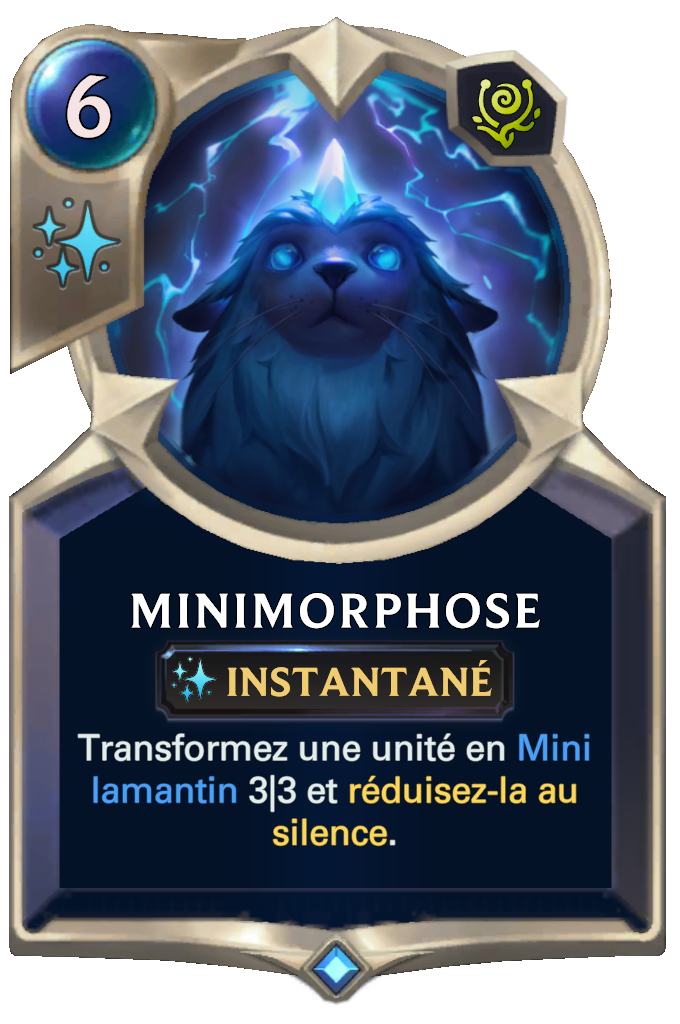 6
MINIMORPHOSE
INSTANTANÉ
Transformez une unité en Mini
lamantin 3|3 et réduisez-la au
silence.